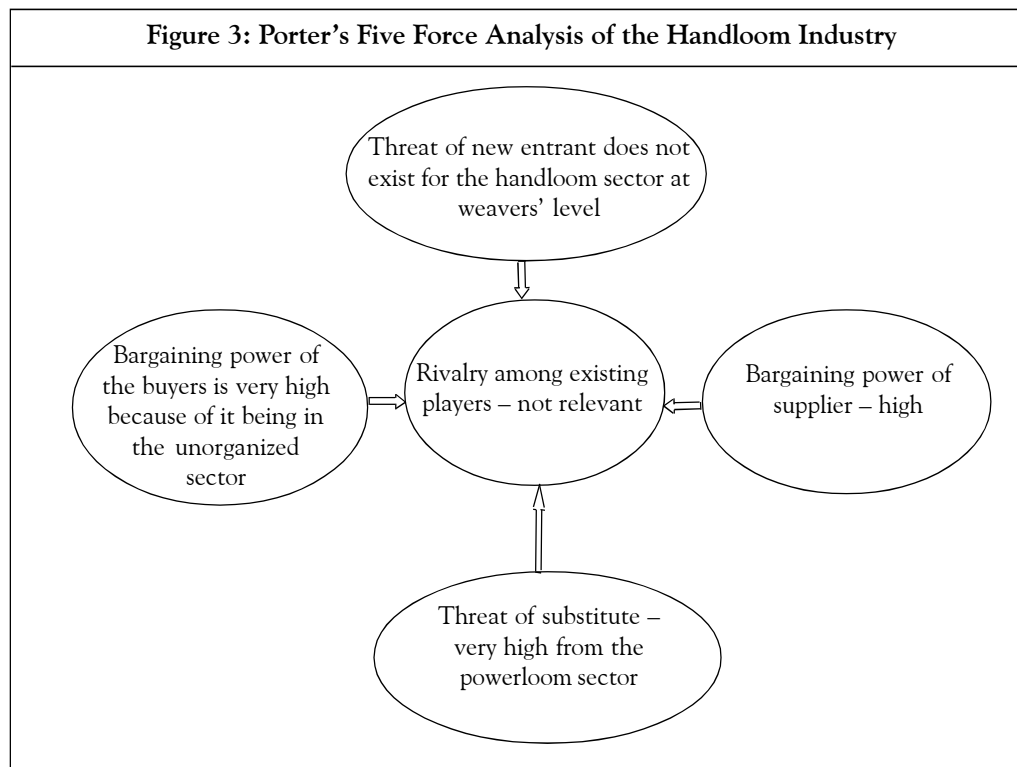 Figure 3: Porter's Five Force Analysis of the Handloom Industry
Threat of new entrant does not
exist for the handloom sector at
weavers' level
Bargaining power of
the buyers is very high
because of it being in
the unorganized
sector
Rivalry among existing
players – not relevant
Bargaining power of
supplier – high
Threat of substitute –
very high from the
powerloom sector